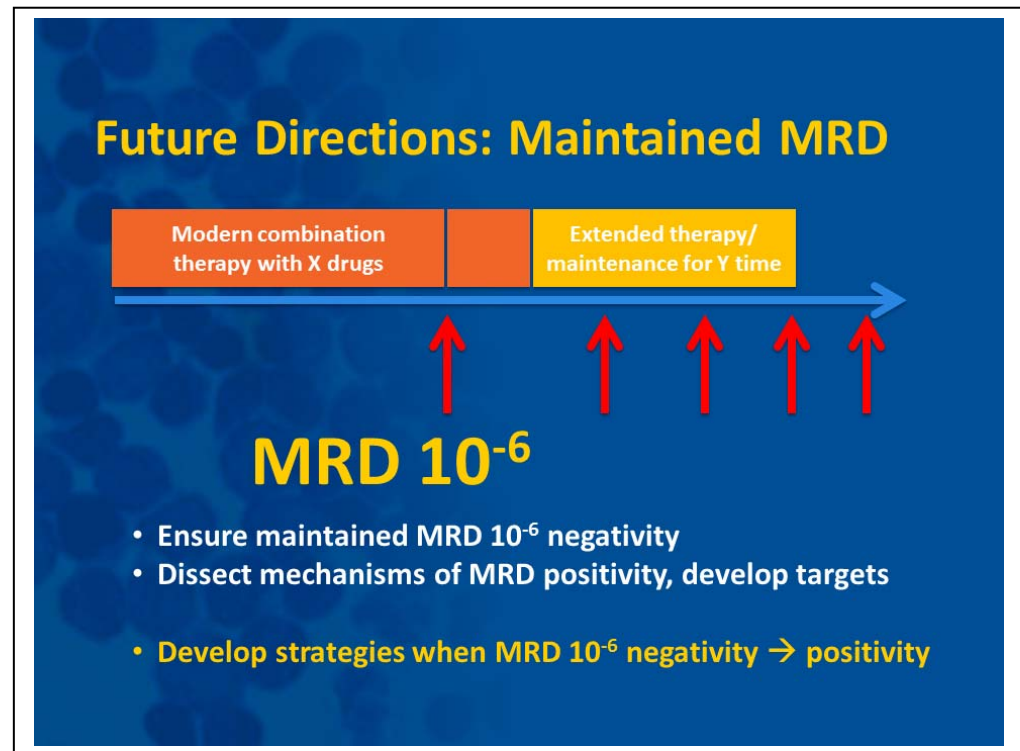 Future Directions: Maintained MRD
Modern combination
therapy with X drugs
Extended therapy/
maintenance for Y time
MRD 10⁻⁶
• Ensure maintained MRD 10⁻⁶ negativity
• Dissect mechanisms of MRD positivity, develop targets
• Develop strategies when MRD 10⁻⁶ negativity → positivity